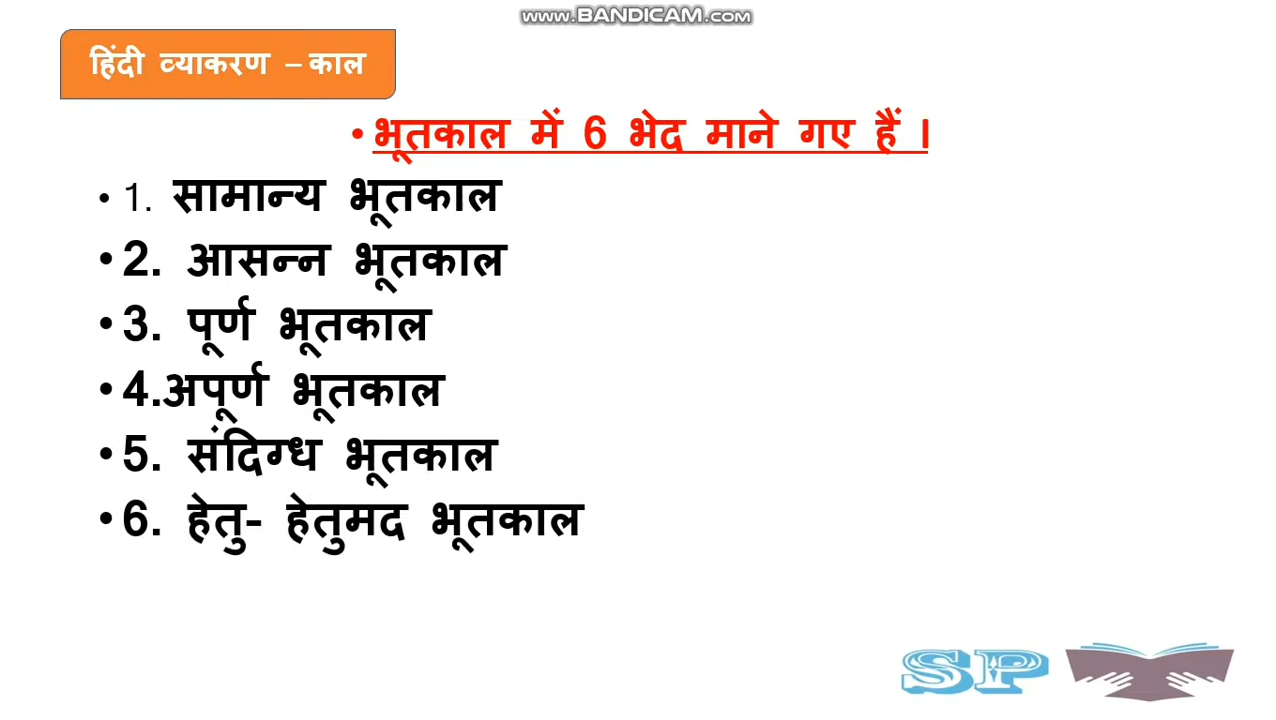 www.BANDICAM.com
हिंदी व्याकरण – काल
• भूतकाल में 6 भेद माने गए हैं ।
• 1. सामान्य भूतकाल
• 2. आसन्न भूतकाल
• 3. पूर्ण भूतकाल
• 4.अपूर्ण भूतकाल
• 5. संदिग्ध भूतकाल
• 6. हेतु- हेतुमद भूतकाल
SP